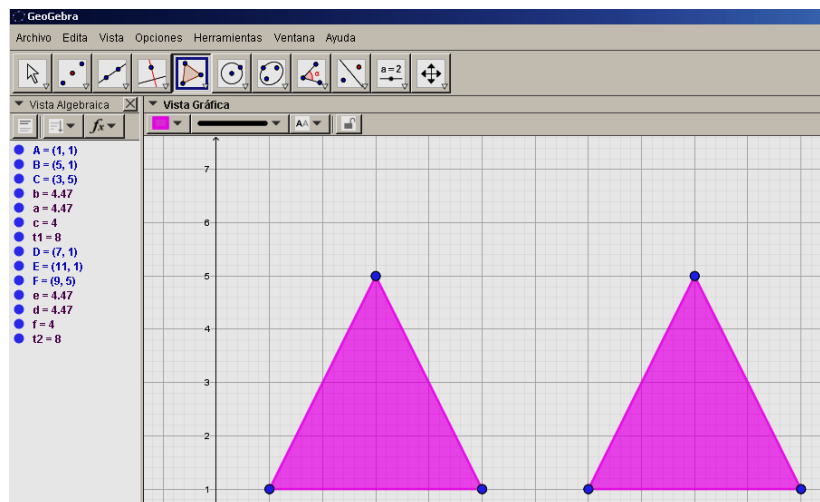 GeoGebra
Archivo Edita Vista Opciones Herramientas Ventana Ayuda
a=2
Vista Algebraica
Vista Gráfica
fx
AA
A = (1, 1)
B = (5, 1)
C = (3, 5)
b = 4.47
a = 4.47
c = 4
t1 = 8
D = (7, 1)
E = (11, 1)
F = (9, 5)
e = 4.47
d = 4.47
f = 4
t2 = 8
7
6
5
4
3
2
1